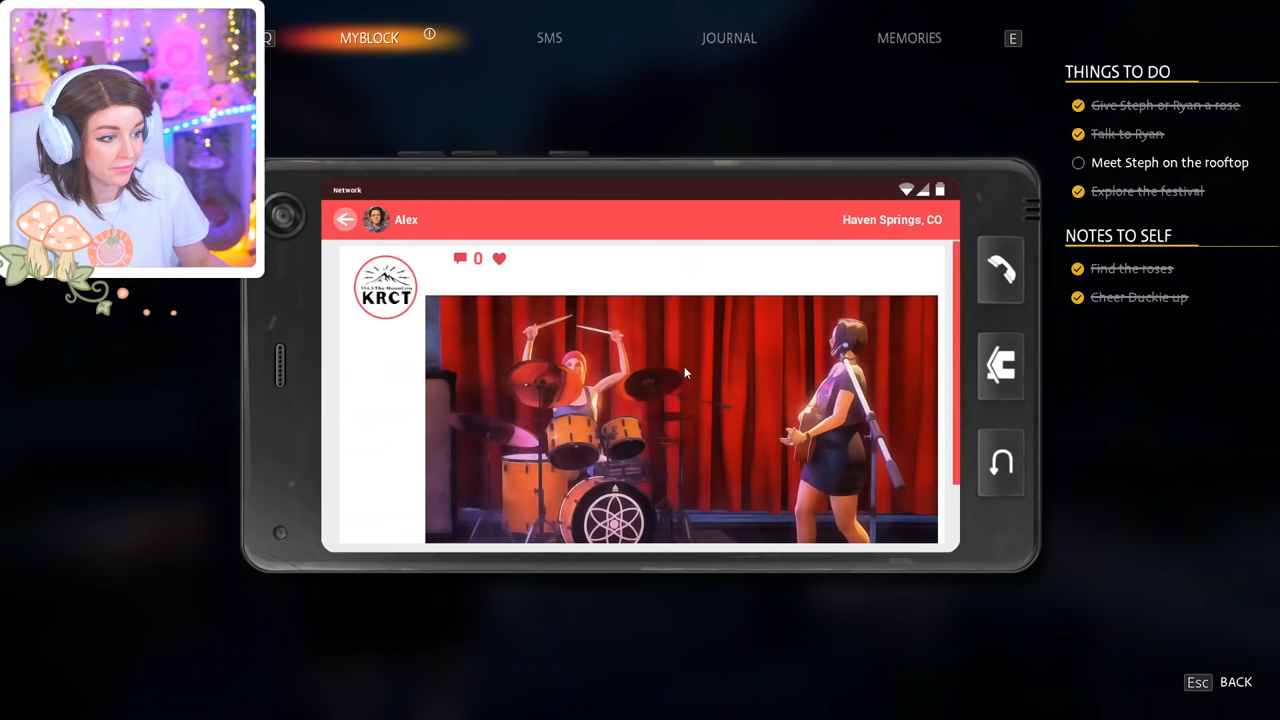 Q
MYBLOCK
SMS
JOURNAL
MEMORIES
E
THINGS TO DO
Give Steph or Ryan a rose
Talk to Ryan
Meet Steph on the rooftop
Explore the festival
NOTES TO SELF
Find the roses
Cheer Duckie up
Network
Alex
Haven Springs, CO
0
The Mountain
KRCT
Esc BACK